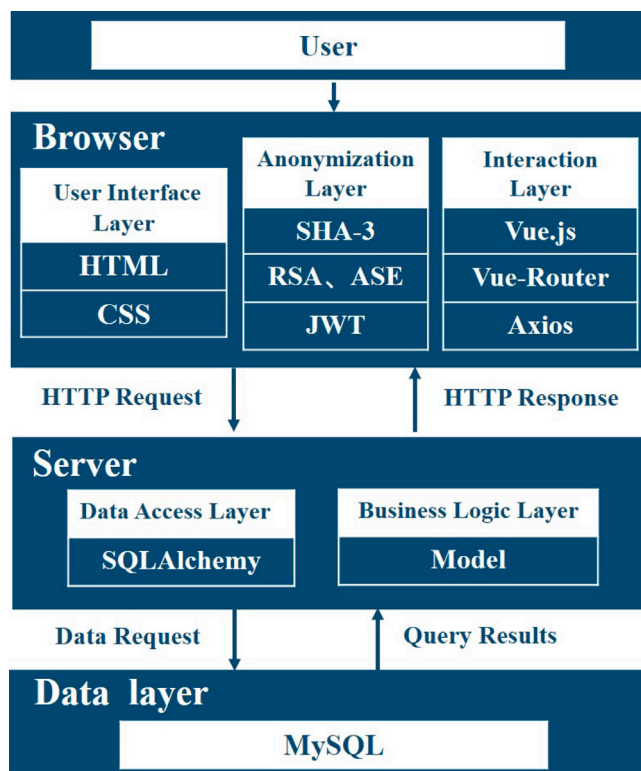 User
Browser
User Interface
Layer
HTML
CSS
Anonymization
Layer
SHA-3
RSA、ASE
JWT
Interaction
Layer
Vue.js
Vue-Router
Axios
HTTP Request
HTTP Response
Server
Data Access Layer
SQLAlchemy
Business Logic Layer
Model
Data Request
Query Results
Data layer
MySQL